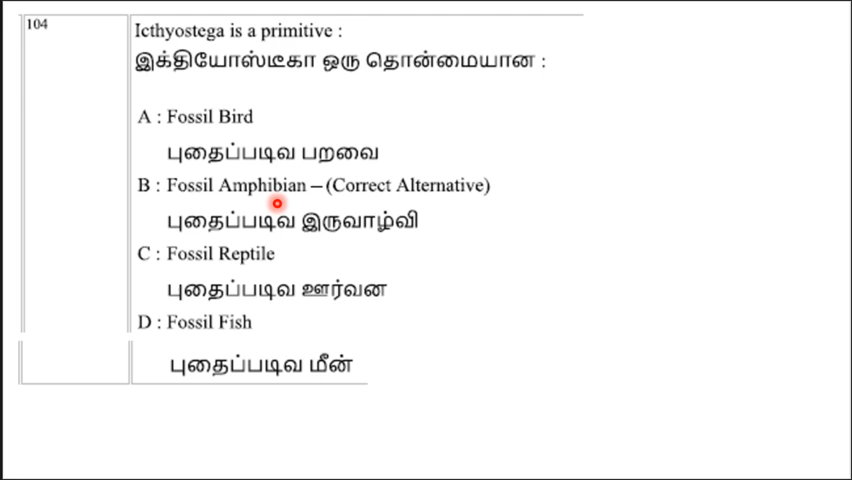 104
Icthyostega is a primitive :
இக்தியோஸ்டீகா ஒரு தொன்மையான :
A : Fossil Bird
புதைப்படிவ பறவை
B : Fossil Amphibian – (Correct Alternative)
புதைப்படிவ இருவாழ்வி
C : Fossil Reptile
புதைப்படிவ ஊர்வன
D : Fossil Fish
புதைப்படிவ மீன்